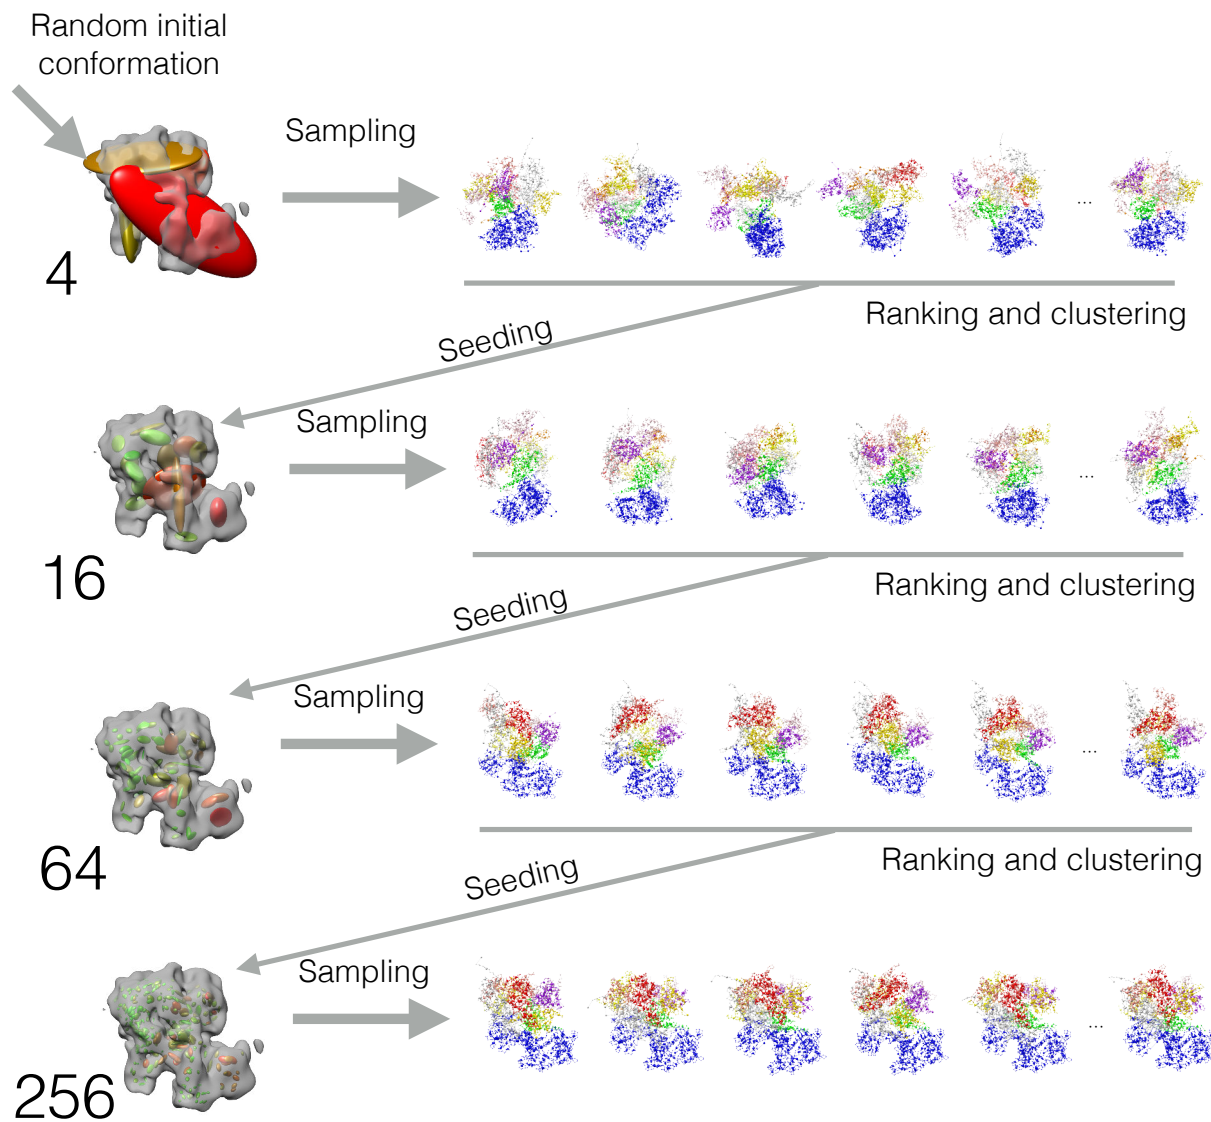 Random initial
conformation
Sampling
...
4
Ranking and clustering
Seeding
Sampling
...
16
Ranking and clustering
Seeding
Sampling
...
64
Ranking and clustering
Seeding
Sampling
...
256